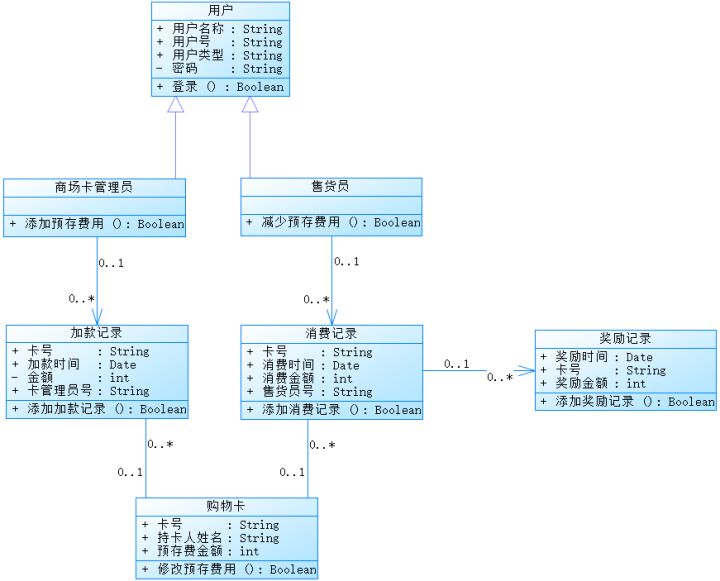 用户
+ 用户名称 : String
+ 用户号 : String
+ 用户类型 : String
- 密码 : String
+ 登录 () : Boolean
商场卡管理员
+ 添加预存费用 () : Boolean
售货员
+ 减少预存费用 () : Boolean
0..1
0..*
0..1
0..*
加款记录
+ 卡号 : String
+ 加款时间 : Date
- 金额 : int
+ 卡管理员号 : String
+ 添加加款记录 () : Boolean
消费记录
+ 卡号 : String
+ 消费时间 : Date
+ 消费金额 : int
+ 售货员号 : String
+ 添加消费记录 () : Boolean
0..1
0..*
奖励记录
+ 奖励时间 : Date
+ 卡号 : String
+ 奖励金额 : int
+ 添加奖励记录 () : Boolean
0..*
0..1
0..*
0..1
购物卡
+ 卡号 : String
+ 持卡人姓名 : String
+ 预存费金额 : int
+ 修改预存费用 () : Boolean